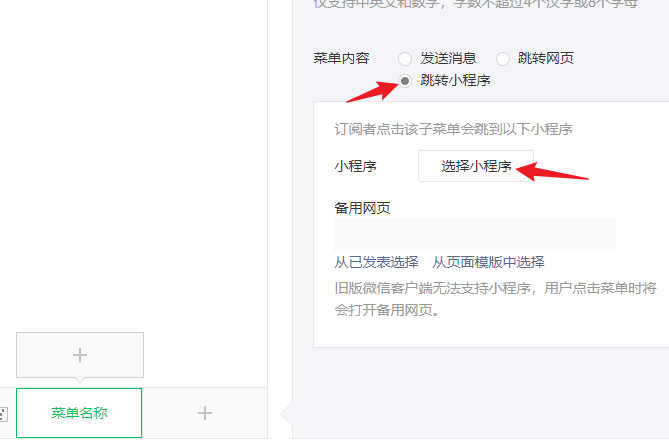 仅支持中英文和数字，字数不超过4个汉字或8个字母
菜单内容 发送消息 跳转网页
跳转小程序
订阅者点击该子菜单会跳到以下小程序
小程序 选择小程序
备用网页
从已发表选择 从页面模版中选择
旧版微信客户端无法支持小程序，用户点击菜单时将
会打开备用网页。
菜单名称